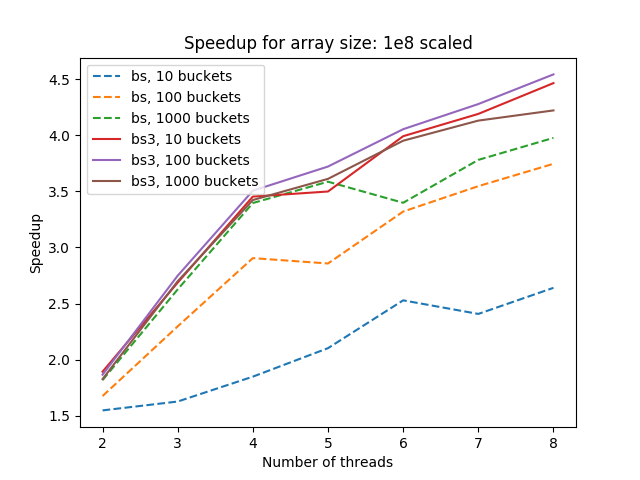 Speedup for array size: 1e8 scaled
bs, 10 buckets
bs, 100 buckets
bs, 1000 buckets
bs3, 10 buckets
bs3, 100 buckets
bs3, 1000 buckets
4.5
4.0
3.5
3.0
2.5
2.0
1.5
Speedup
2 3 4 5 6 7 8
Number of threads